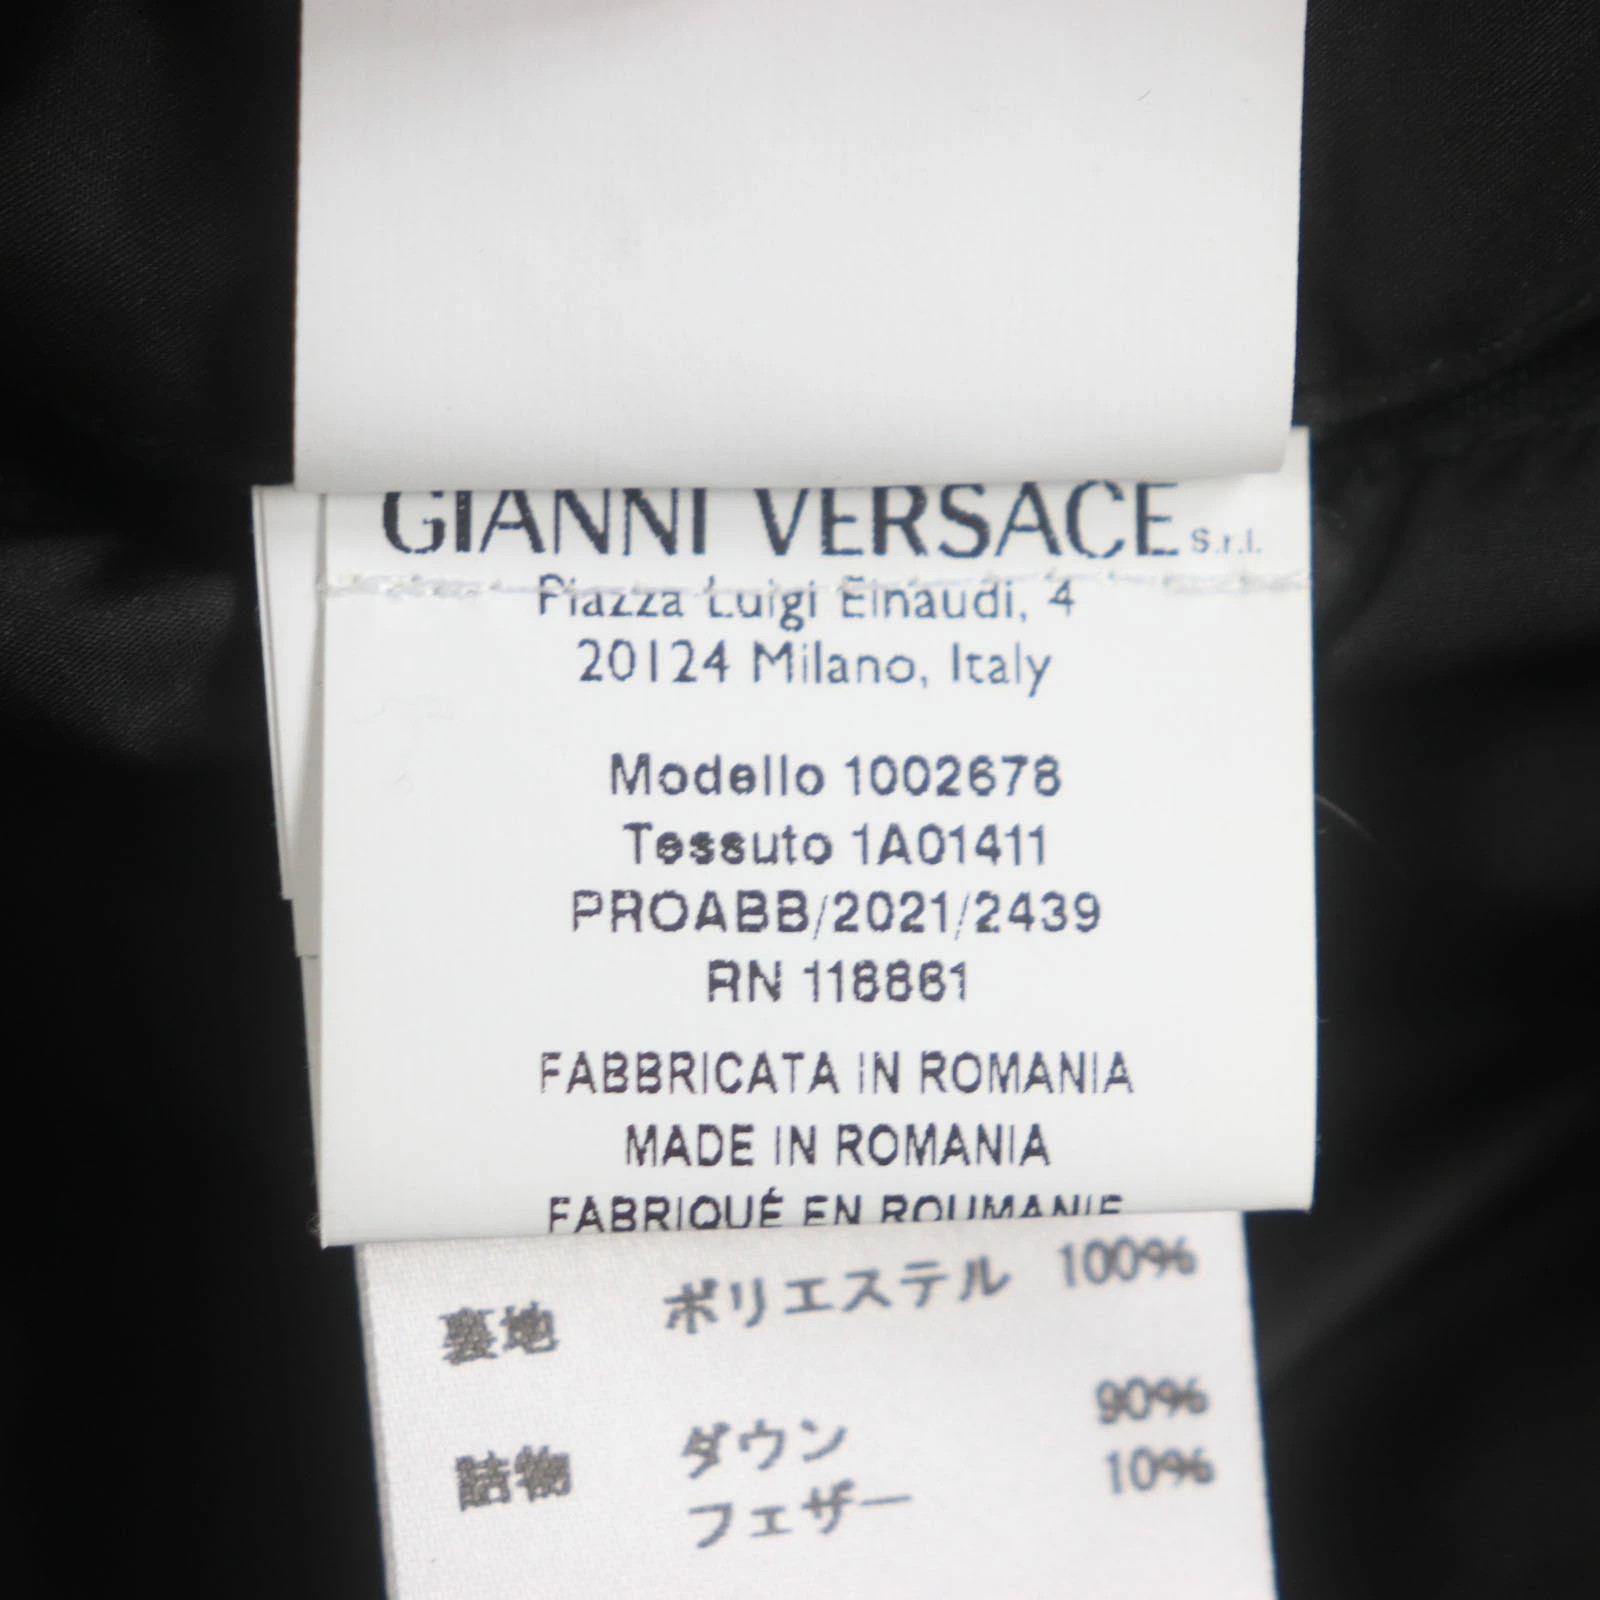 GIANNI VERSACE S.r.l.
Piazza Luigi Einaudi, 4
20124 Milano, Italy
Modello 1002678
Tessuto 1A01411
PROABB/2021/2439
RN 118881
FABBRICATA IN ROMANIA
MADE IN ROMANIA
FABRIQUÉ EN ROUMANIE
裏地 ポリエステル 100%
詰物 ダウン 90%
フェザー 10%